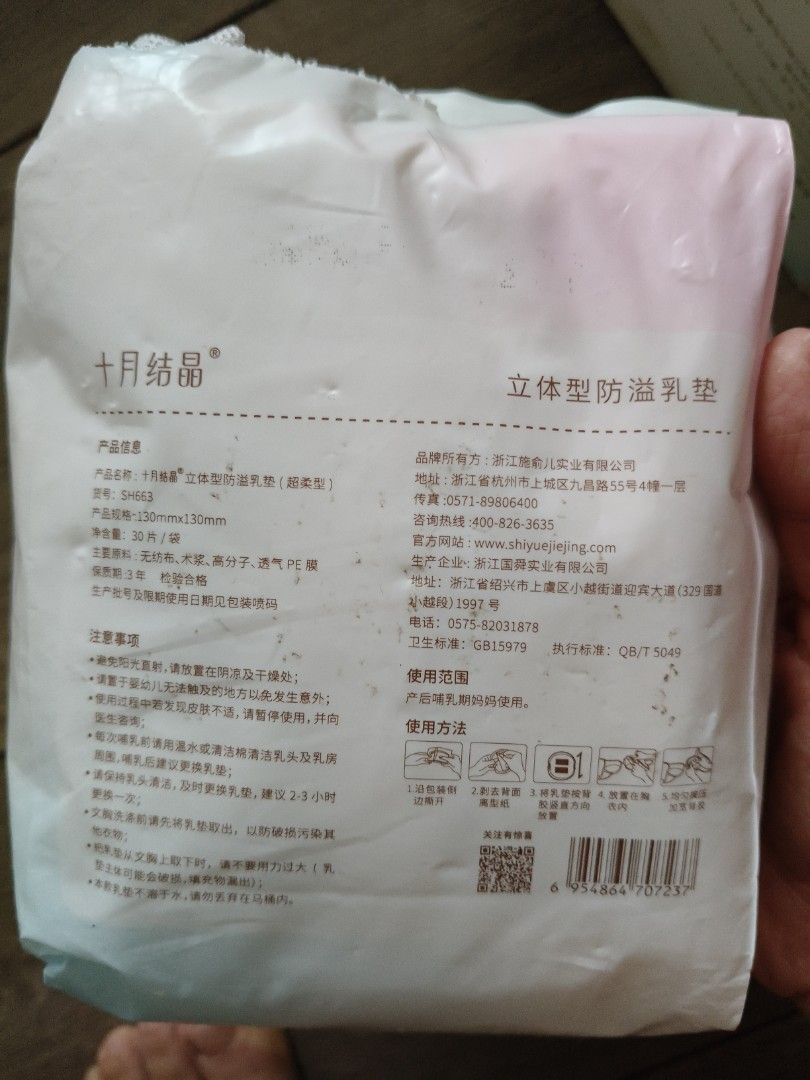 十月结晶®
立体型防溢乳垫
产品信息
产品名称：十月结晶®立体型防溢乳垫(超柔型)
货号：SH663
产品规格:130mmx130mm
净含量：30片/袋
主要原料：无纺布、木浆、高分子、透气PE膜
保质期:3年 检验合格
生产批号及限期使用日期见包装喷码
注意事项
•避免阳光直射,请放置在阴凉及干燥处；
•请置于婴幼儿无法触及的地方以免发生意外；
•使用过程中若发现皮肤不适,请暂停使用,并向
医生咨询；
•每次哺乳前请用温水或清洁棉清洁乳头及乳房
周围,哺乳后建议更换乳垫；
•请保持乳头清洁,及时更换乳垫,建议2-3小时
更换一次；
•文胸洗涤前请先将乳垫取出，以防破损污染其
他衣物；
•把乳垫从文胸上取下时，请不要用力过大(乳
垫主体可能会破损,填充物漏出)；
•本款乳垫不溶于水,请勿丢弃在马桶内。
品牌所有方：浙江施俞儿实业有限公司
地址：浙江省杭州市上城区九昌路55号4幢一层
传真:0571-89806400
咨询热线:400-826-3635
官方网站：www.shiyuejiejing.com
生产企业：浙江国舜实业有限公司
地址：浙江省绍兴市上虞区小越街道迎宾大道(329国道
小越段)1997号
电话：0575-82031878
卫生标准：GB15979 执行标准：QB/T 5049
使用范围
产后哺乳期妈妈使用。
使用方法
1.沿包装侧
边撕开
2.剥去背面
离型纸
3.将乳垫按背
胶竖直方向
放置
4.放置在胸
衣内
5.均匀按压
加宽背胶
关注有惊喜
6 954864 707237